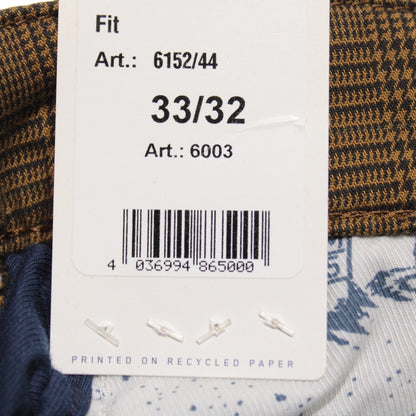 Fit
Art.: 6152/44
33/32
Art.: 6003
4 036994 865000
PRINTED ON RECYCLED PAPER